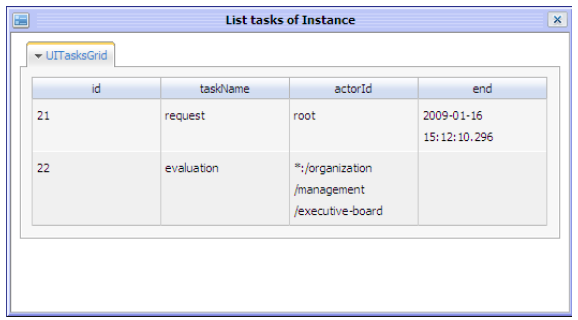 List tasks of Instance
UITasksGrid
id taskName actorId end
21 request root 2009-01-16
15:12:10.296
22 evaluation *:/organization
/management
/executive-board